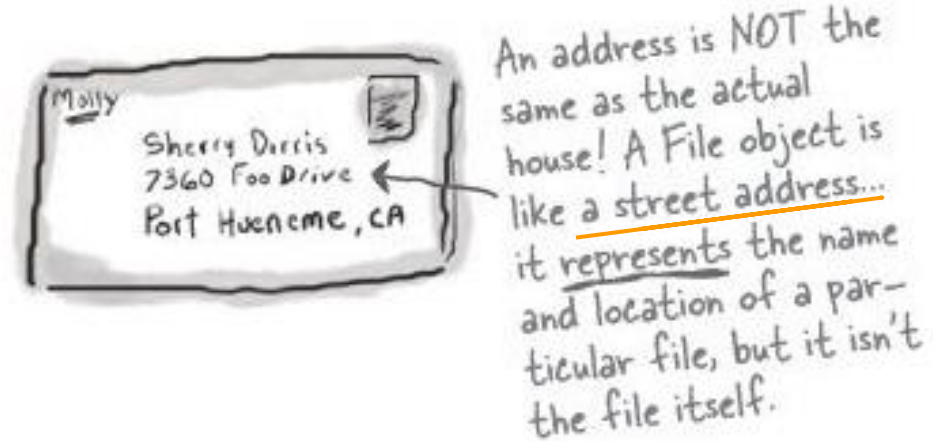 Molly
Sherry Dorris
7360 Foo Drive
Port Hueneme, CA
An address is NOT the
same as the actual
house! A File object is
like a street address...
it represents the name
and location of a par-
ticular file, but it isn't
the file itself.